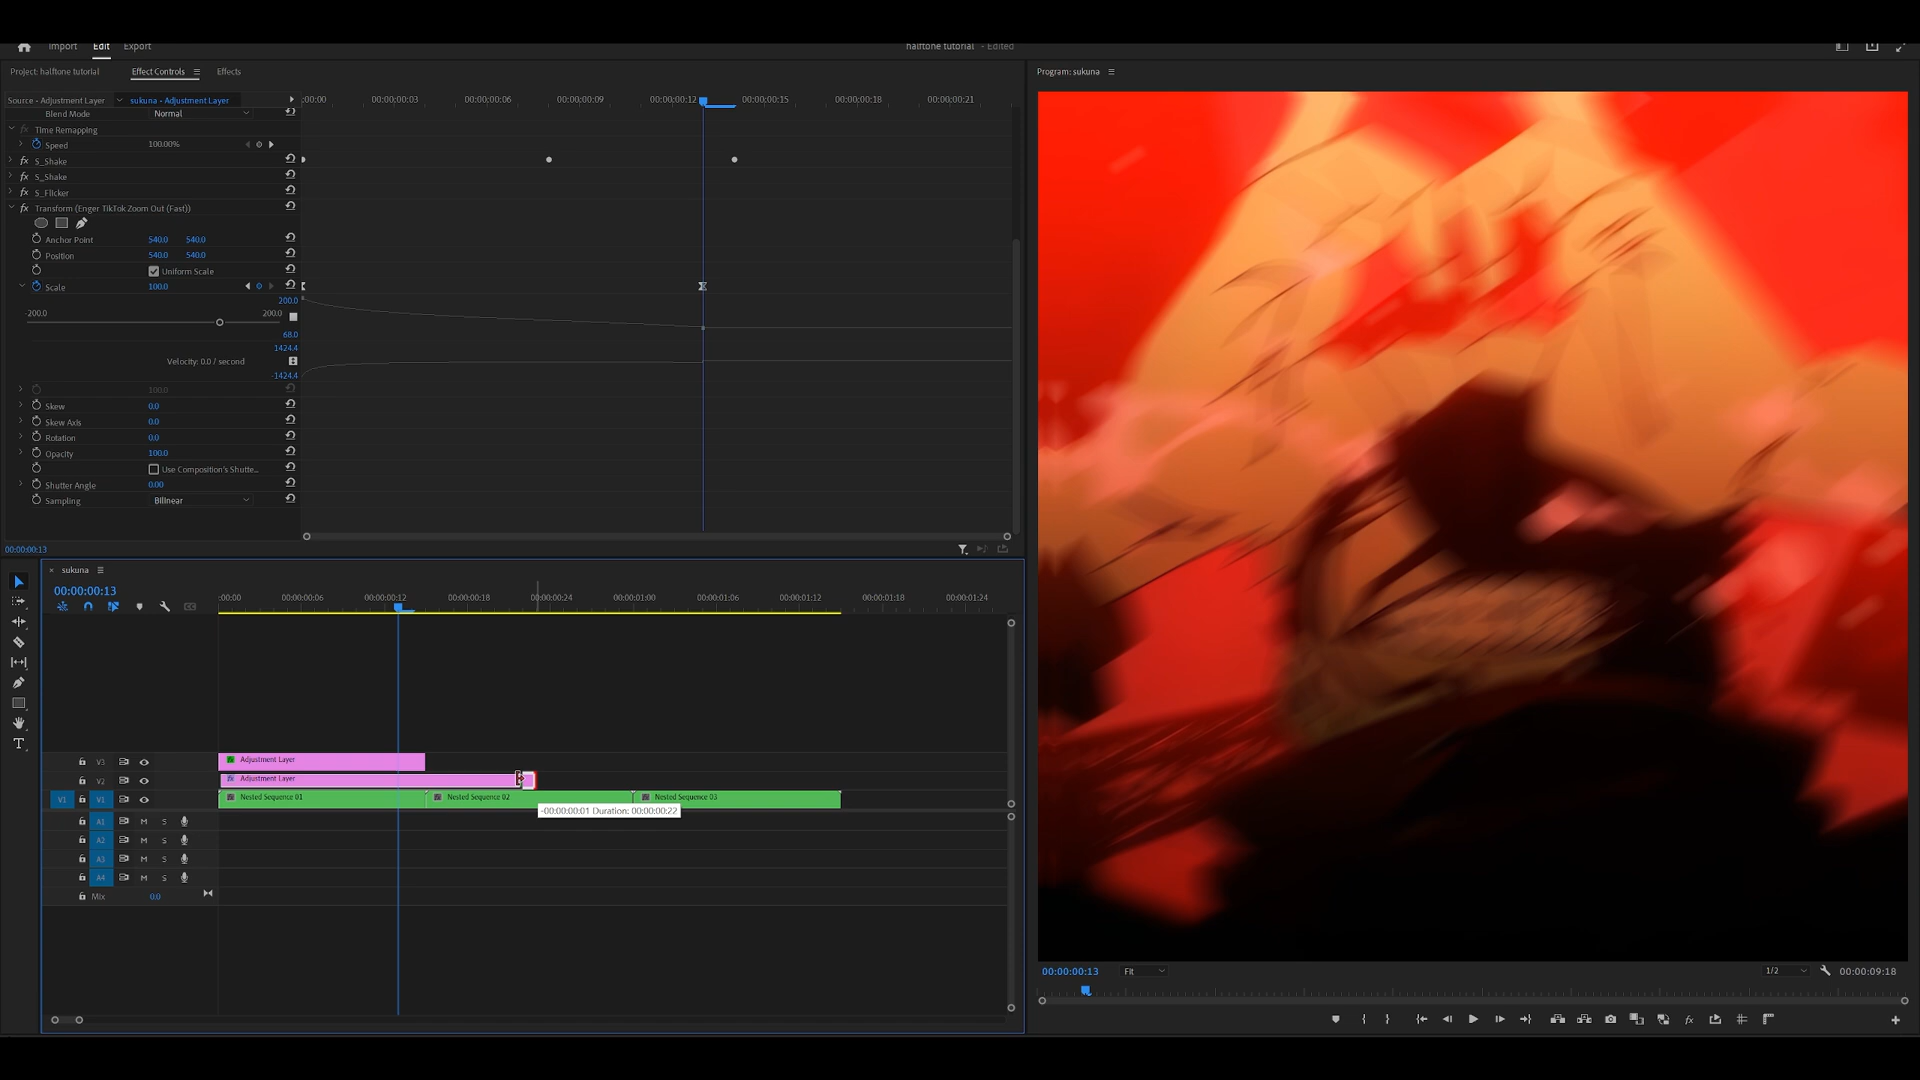 Import Edit Export
halftone tutorial - Edited
Project: halftone tutorial Effect Controls Effects
Program: sukuna
Source - Adjustment Layer sukuna - Adjustment Layer
:00:00 00:00:00:03 00:00:00:06 00:00:00:09 00:00:00:12 00:00:00:15 00:00:00:18 00:00:00:21
Blend Mode Normal
Time Remapping
Speed 100.00%
fx S_Shake
fx S_Shake
fx S_Flicker
fx Transform (Enger TikTok Zoom Out (Fast))
Anchor Point 540.0 540.0
Position 540.0 540.0
Uniform Scale
Scale 100.0
200.0
-200.0 200.0
68.0
1424.4
Velocity: 0.0 / second
-1424.4
100.0
Skew 0.0
Skew Axis 0.0
Rotation 0.0
Opacity 100.0
Use Composition's Shutte...
Shutter Angle 0.00
Sampling Bilinear
00:00:00:13
× sukuna
00:00:00:13
:00:00 00:00:00:06 00:00:00:12 00:00:00:18 00:00:00:24 00:00:01:00 00:00:01:06 00:00:01:12 00:00:01:18 00:00:01:24
V3 Adjustment Layer
V2 Adjustment Layer
V1 V1 Nested Sequence 01 Nested Sequence 02 Nested Sequence 03
-00:00:00:01 Duration: 00:00:00:22
A1 M S
A2 M S
A3 M S
A4 M S
Mix 0.0
T
00:00:00:13 Fit 1/2 00:00:09:18
fx